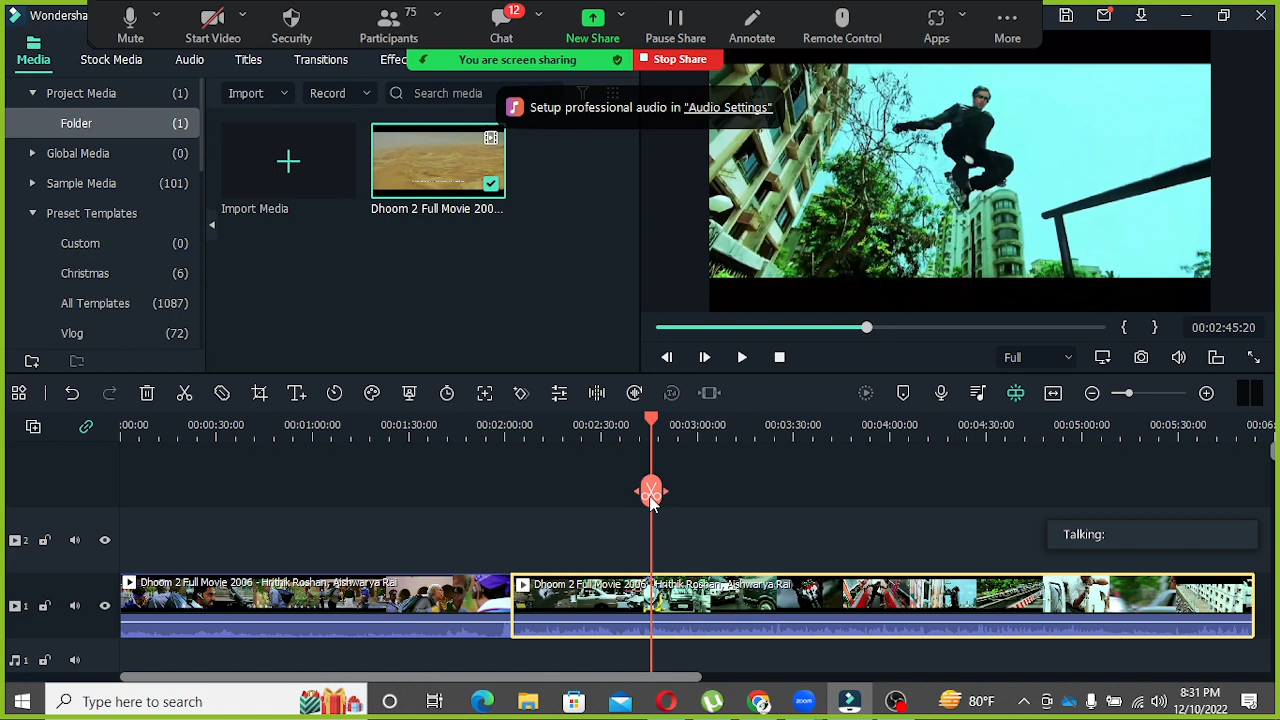 Wondersha
Mute
Start Video
Security
Participants
75
Chat
12
New Share
Pause Share
Annotate
Remote Control
Apps
More
You are screen sharing
Stop Share
Media
Stock Media
Audio
Titles
Transitions
Effec
Setup professional audio in "Audio Settings"
Project Media (1)
Folder (1)
Global Media (0)
Sample Media (131)
Preset Templates
Custom (0)
Christmas (6)
All Templates (1087)
Vlog (72)
Import
Record
Search media
Import Media
Dhoom 2 Full Movie 200...
00:02:45:20
Full
:00:00 00:00:30:00 00:01:00:00 00:01:30:00 00:02:00:00 00:02:30:00 00:03:00:00 00:03:30:00 00:04:00:00 00:04:30:00 00:05:00:00 00:05:30:00 00:06:
Talking:
2
Dhoom 2 Full Movie 2006 - Hrithik Roshan, Aishwarya Rai
Dhoom 2 Full Movie 2006 - Hrithik Roshan, Aishwarya Rai
1
1
Type here to search
zoom
80°F
8:31 PM
12/10/2022